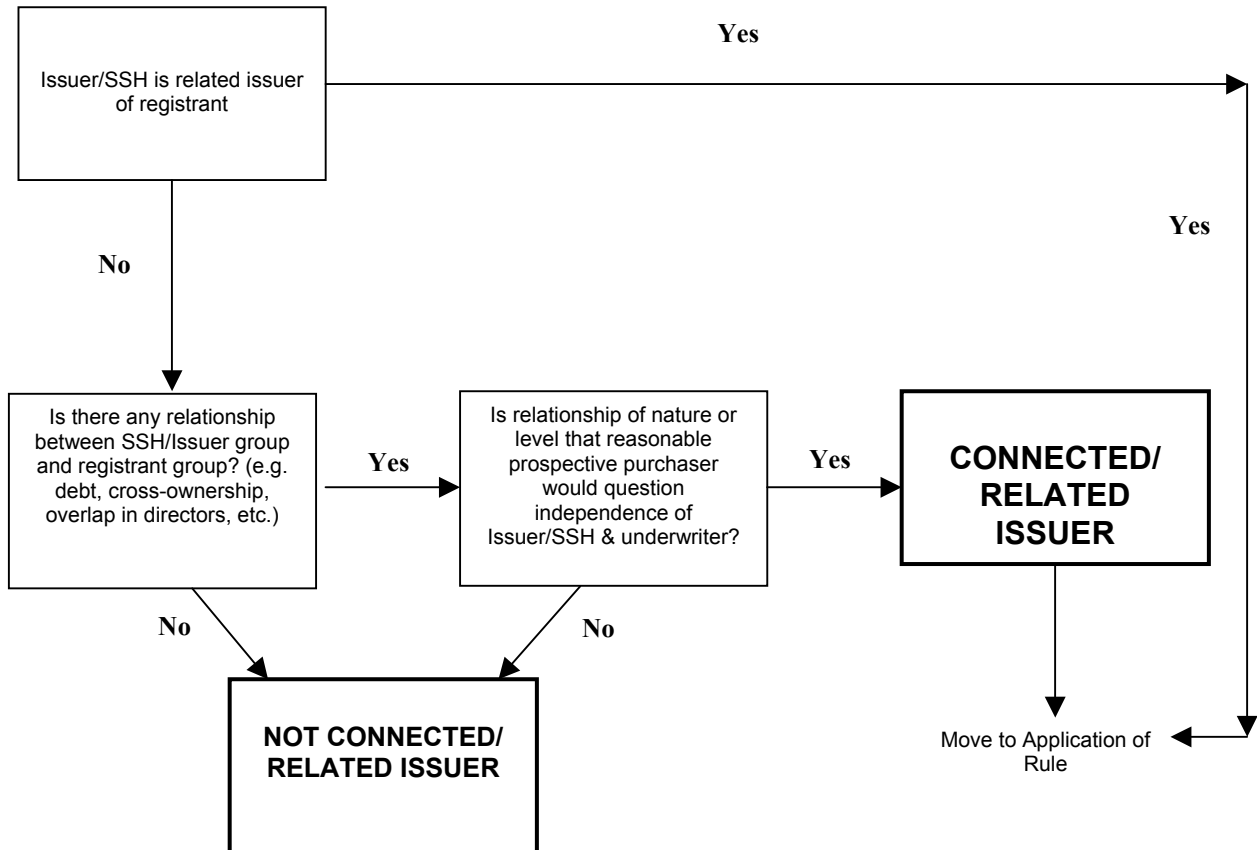 Yes
Issuer/SSH is related issuer
of registrant
Yes
No
Is there any relationship
between SSH/Issuer group
and registrant group? (e.g.
debt, cross-ownership,
overlap in directors, etc.)
Yes
Is relationship of nature or
level that reasonable
prospective purchaser
would question
independence of
Issuer/SSH & underwriter?
Yes
CONNECTED/
RELATED
ISSUER
No
No
NOT CONNECTED/
RELATED ISSUER
Move to Application of
Rule